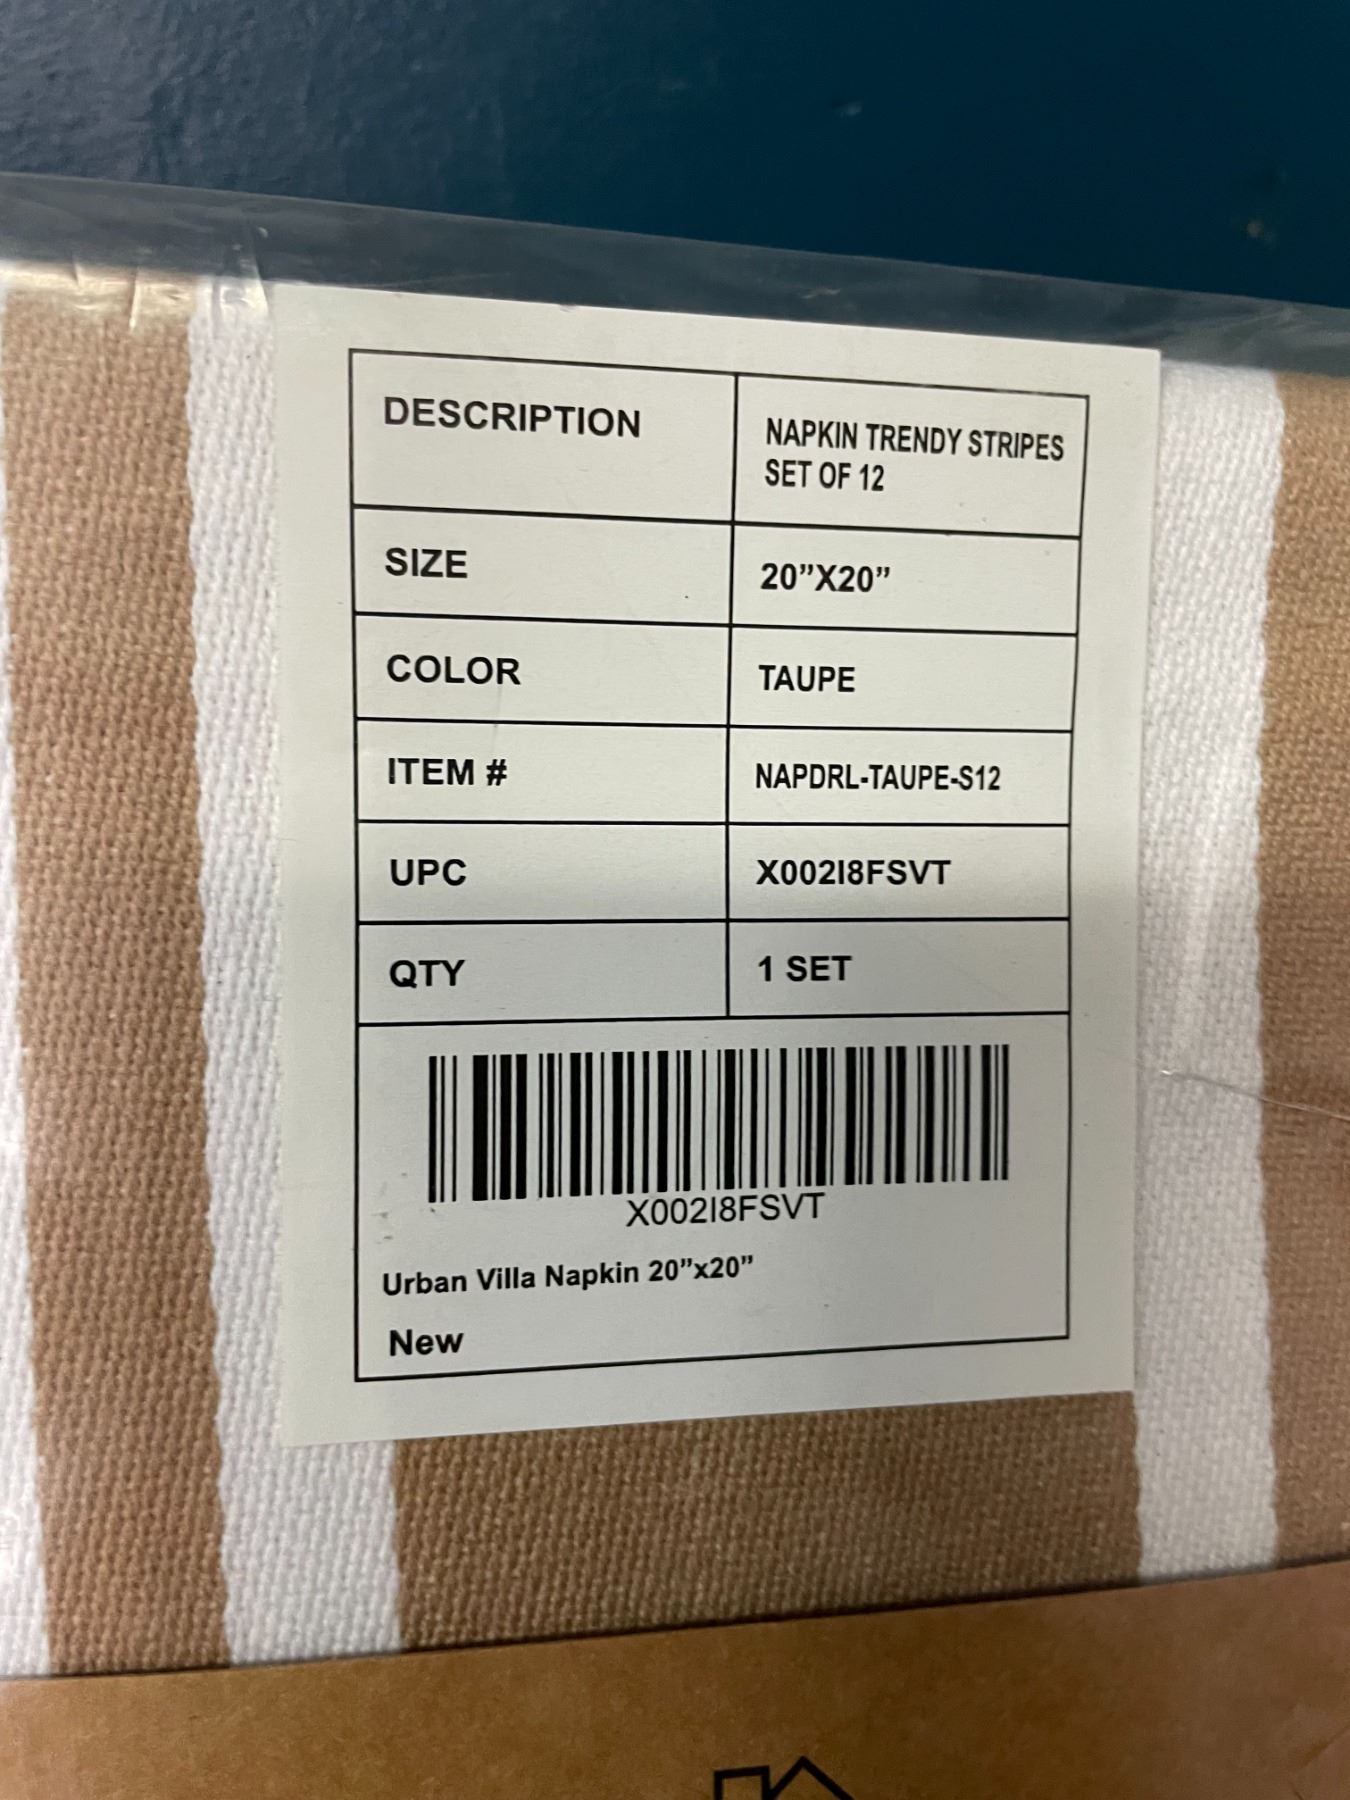 DESCRIPTION
NAPKIN TRENDY STRIPES
SET OF 12
SIZE
20”X20”
COLOR
TAUPE
ITEM #
NAPDRL-TAUPE-S12
UPC
X002I8FSVT
QTY
1 SET
X002I8FSVT
Urban Villa Napkin 20”x20”
New